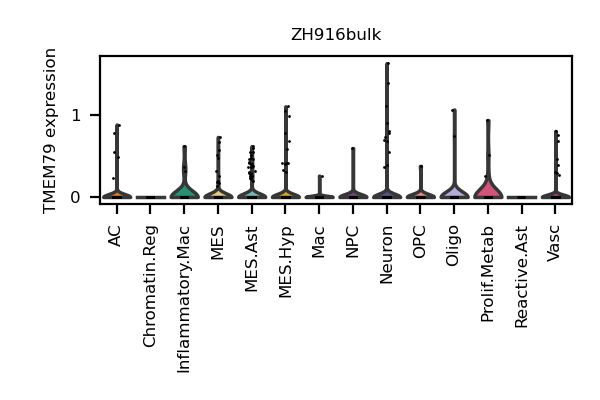 ZH916bulk
TMEM79 expression
1
0
AC
Chromatin.Reg
Inflammatory.Mac
MES
MES.Ast
MES.Hyp
Mac
NPC
Neuron
OPC
Oligo
Prolif.Metab
Reactive.Ast
Vasc